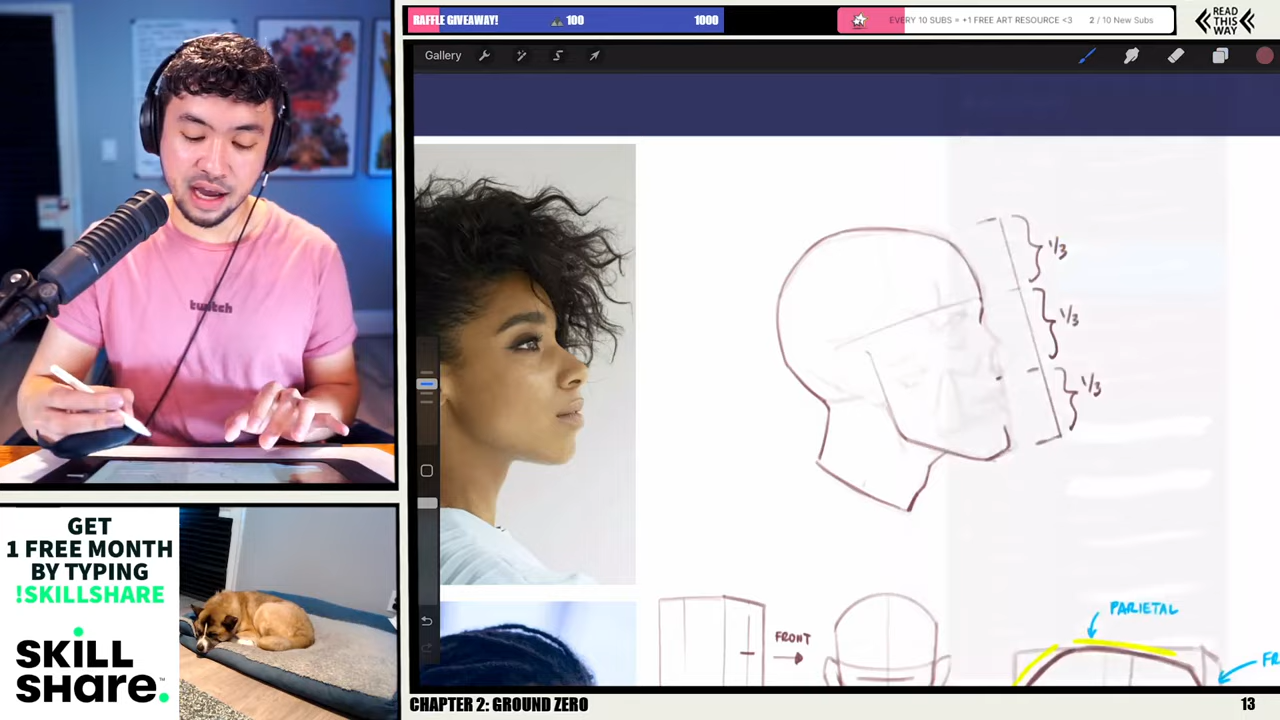 RAFFLE GIVEAWAY!
100
1000
EVERY 10 SUBS = +1 FREE ART RESOURCE <3
2 / 10 New Subs
READ
THIS
WAY
Gallery
twitch
1/3
1/3
1/3
GET
1 FREE MONTH
BY TYPING
!SKILLSHARE
SKILL
SHARE.
FRONT
PARIETAL
CHAPTER 2: GROUND ZERO
13